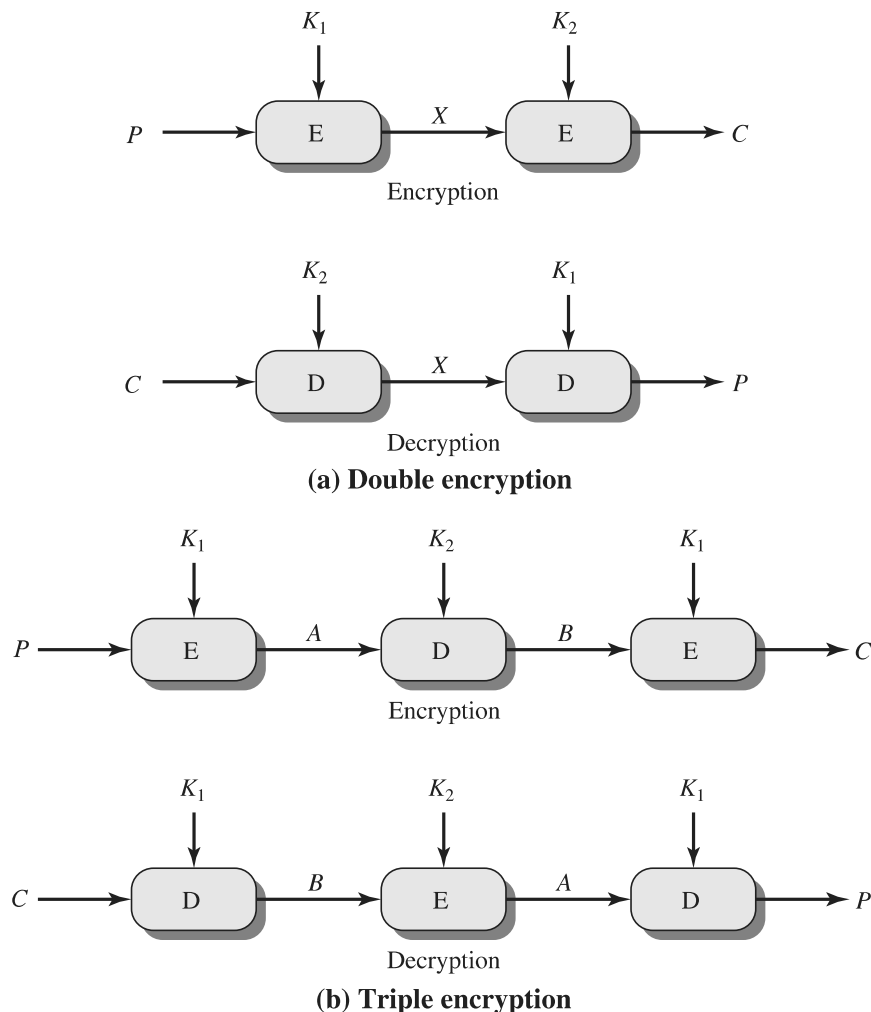 K1 K2
P E X E C
Encryption
K2 K1
C D X D P
Decryption
(a) Double encryption
K1 K2 K1
P E A D B E C
Encryption
K1 K2 K1
C D B E A D P
Decryption
(b) Triple encryption